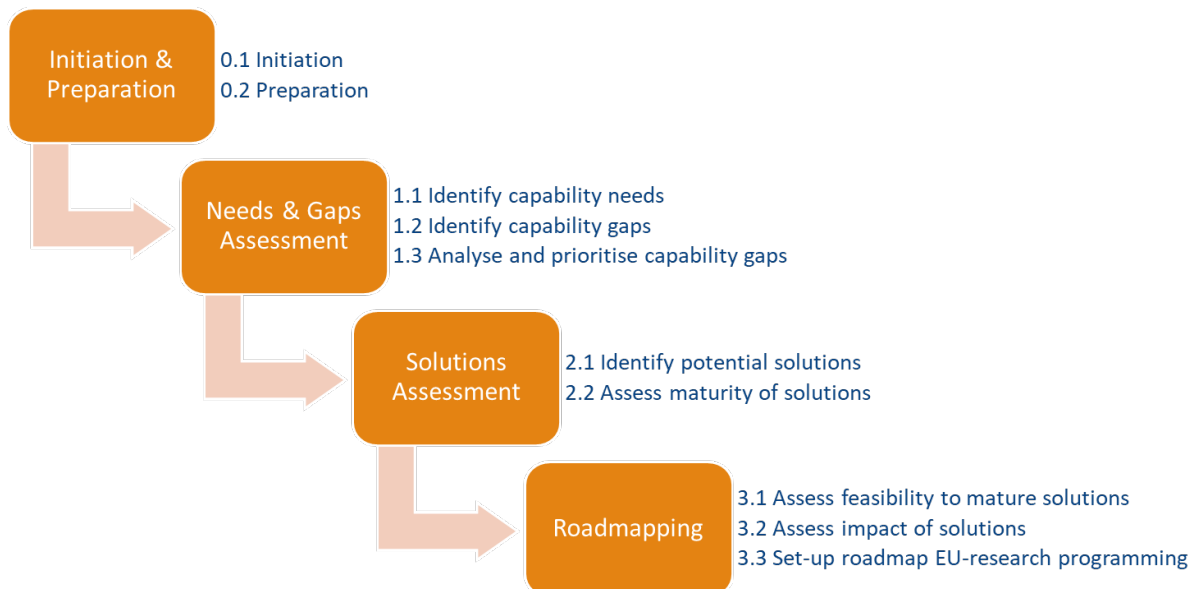 Initiation &
Preparation
0.1 Initiation
0.2 Preparation
Needs & Gaps
Assessment
1.1 Identify capability needs
1.2 Identify capability gaps
1.3 Analyse and prioritise capability gaps
Solutions
Assessment
2.1 Identify potential solutions
2.2 Assess maturity of solutions
Roadmapping
3.1 Assess feasibility to mature solutions
3.2 Assess impact of solutions
3.3 Set-up roadmap EU-research programming